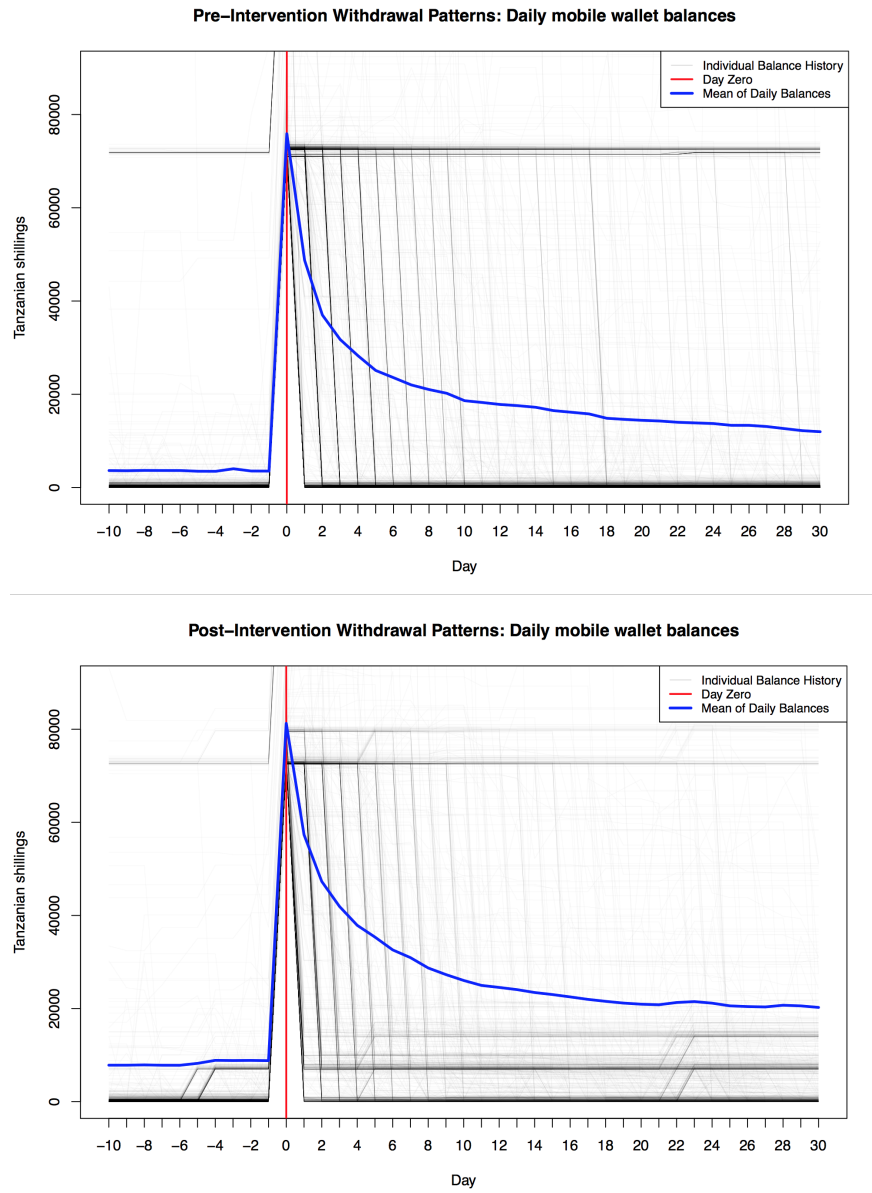 Pre−Intervention Withdrawal Patterns: Daily mobile wallet balances
Individual Balance History
Day Zero
Mean of Daily Balances
Tanzanian shillings
80000
60000
40000
20000
0
−10 −8 −6 −4 −2 0 2 4 6 8 10 12 14 16 18 20 22 24 26 28 30
Day
Post−Intervention Withdrawal Patterns: Daily mobile wallet balances
Individual Balance History
Day Zero
Mean of Daily Balances
Tanzanian shillings
80000
60000
40000
20000
0
−10 −8 −6 −4 −2 0 2 4 6 8 10 12 14 16 18 20 22 24 26 28 30
Day